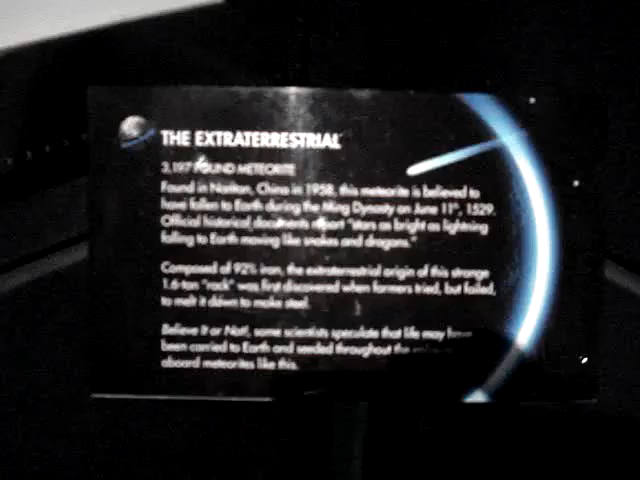 THE EXTRATERRESTRIAL
3,197 POUND METEORITE
Found in Nantan, China in 1958, this meteorite is believed to
have fallen to Earth during the Ming Dynasty on June 11th, 1529.
Official historical documents report "stars as bright as lightning
falling to Earth moving like snakes and dragons."
Composed of 92% iron, the extraterrestrial origin of this strange
1.6-ton "rock" was first discovered when farmers tried, but failed,
to melt it down to make steel.
Believe It or Not!, some scientists speculate that life may have
been carried to Earth and seeded throughout the
aboard meteorites like this.